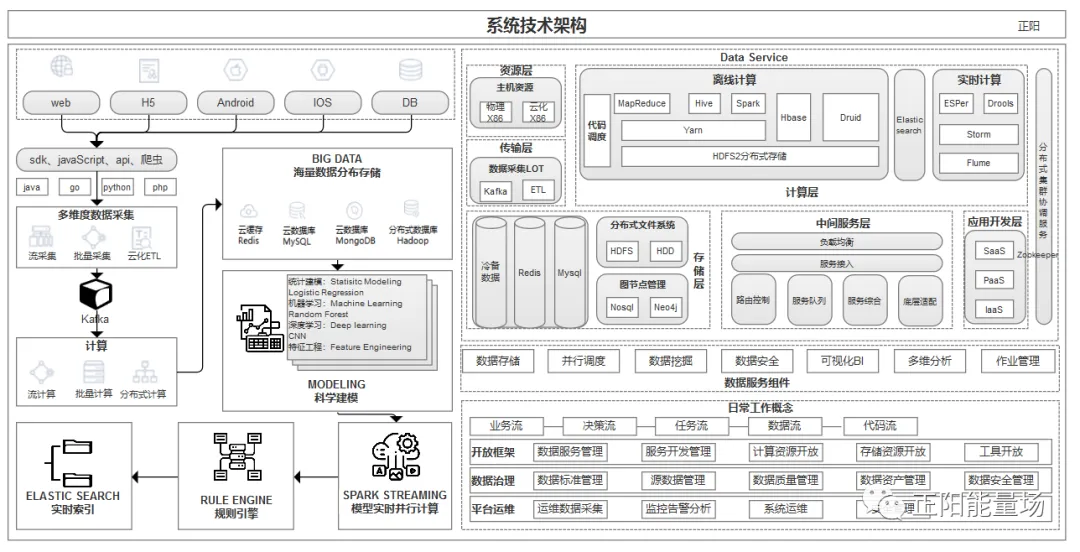 系统技术架构
正阳
web
H5
Android
IOS
DB
sdk、javaScript、api、爬虫
java
go
python
php
多维度数据采集
流采集
批量采集
云化ETL
Kafka
计算
流计算
批量计算
分布式计算
BIG DATA
海量数据分布存储
云缓存
Redis
云数据库
MySQL
云数据库
MongoDB
分布式数据库
Hadoop
统计建模：Statisitc Modeling
Logistic Regression
机器学习：Machine Learning
Random Forest
深度学习：Deep learning
CNN
特征工程：Feature Engineering
MODELING
科学建模
ELASTIC SEARCH
实时索引
RULE ENGINE
规则引擎
SPARK STREAMING
模型实时并行计算
Data Service
资源层
主机资源
物理
X86
云化
X86
传输层
数据采集LOT
Kafka
ETL
离线计算
代码
调度
MapReduce
Hive
Spark
Yarn
Hbase
Druid
HDFS2分布式存储
计算层
Elastic
search
实时计算
ESPer
Drools
Storm
Flume
分布式集群协调服务
Zookeeper
冷备
数据
Redis
Mysql
分布式文件系统
HDFS
HDD
图节点管理
Nosql
Neo4j
存储层
中间服务层
负载均衡
服务接入
路由控制
服务队列
服务综合
底层适配
应用开发层
SaaS
PaaS
IaaS
数据存储
并行调度
数据挖掘
数据安全
可视化BI
多维分析
作业管理
数据服务组件
日常工作概念
业务流
决策流
任务流
数据流
代码流
开放框架
数据服务管理
服务开发管理
计算资源开放
存储资源开放
工具开放
数据治理
数据标准管理
源数据管理
数据质量管理
数据资产管理
数据安全管理
平台运维
运维数据采集
监控告警分析
系统运维
正阳能量场